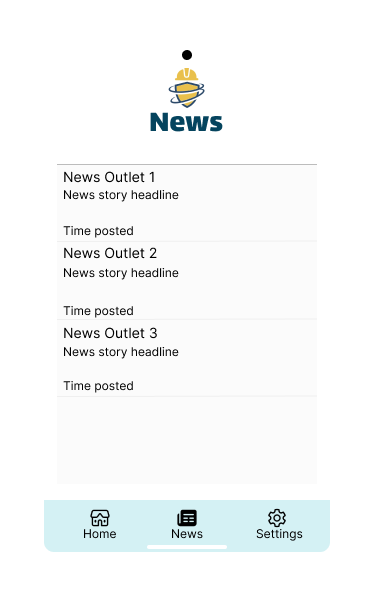 News
News Outlet 1
News story headline
Time posted
News Outlet 2
News story headline
Time posted
News Outlet 3
News story headline
Time posted
Home
News
Settings